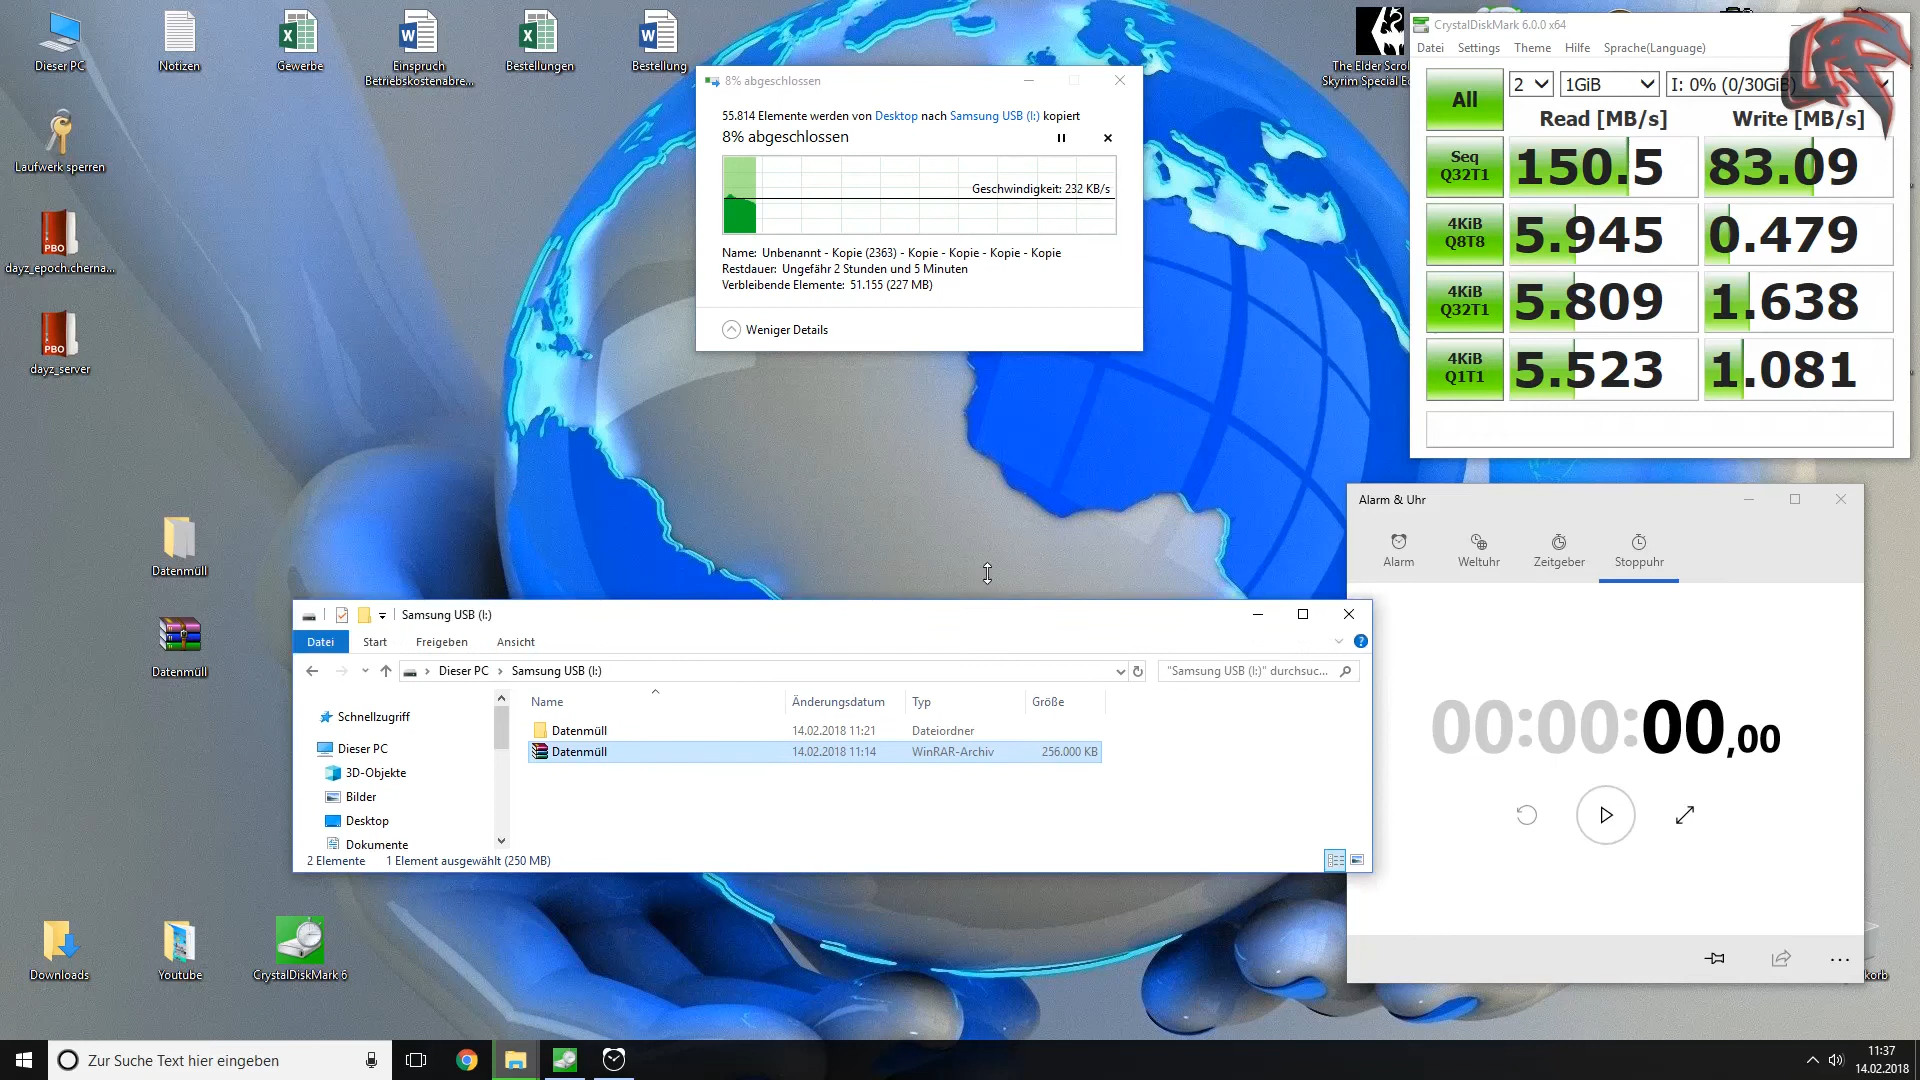 Dieser PC
Notizen
Gewerbe
Einspruch
Betriebskostenabre...
Bestellungen
Bestellung
Laufwerk sperren
PBO
dayz_epoch.cherna...
PBO
dayz_server
Datenmüll
Datenmüll
Downloads
Youtube
CrystalDiskMark 6
The Elder Scrol
Skyrim Special E
8% abgeschlossen
55.814 Elemente werden von Desktop nach Samsung USB (I:) kopiert
8% abgeschlossen
Geschwindigkeit: 232 KB/s
Name: Unbenannt - Kopie (2363) - Kopie - Kopie - Kopie - Kopie
Restdauer: Ungefähr 2 Stunden und 5 Minuten
Verbleibende Elemente: 51.155 (227 MB)
Weniger Details
CrystalDiskMark 6.0.0 x64
Datei Settings Theme Hilfe Sprache(Language)
All 2 1GiB I: 0% (0/30GiB)
Read [MB/s] Write [MB/s]
Seq
Q32T1 150.5 83.09
4KiB
Q8T8 5.945 0.479
4KiB
Q32T1 5.809 1.638
4KiB
Q1T1 5.523 1.081
Alarm & Uhr
Alarm Weltuhr Zeitgeber Stoppuhr
00:00:00,00
korb
Samsung USB (I:)
Datei Start Freigeben Ansicht
Dieser PC Samsung USB (I:) "Samsung USB (I:)" durchsuc...
Name Änderungsdatum Typ Größe
Datenmüll 14.02.2018 11:21 Dateiordner
Datenmüll 14.02.2018 11:14 WinRAR-Archiv 256.000 KB
Schnellzugriff
Dieser PC
3D-Objekte
Bilder
Desktop
Dokumente
2 Elemente 1 Element ausgewählt (250 MB)
Zur Suche Text hier eingeben
11:37
14.02.2018